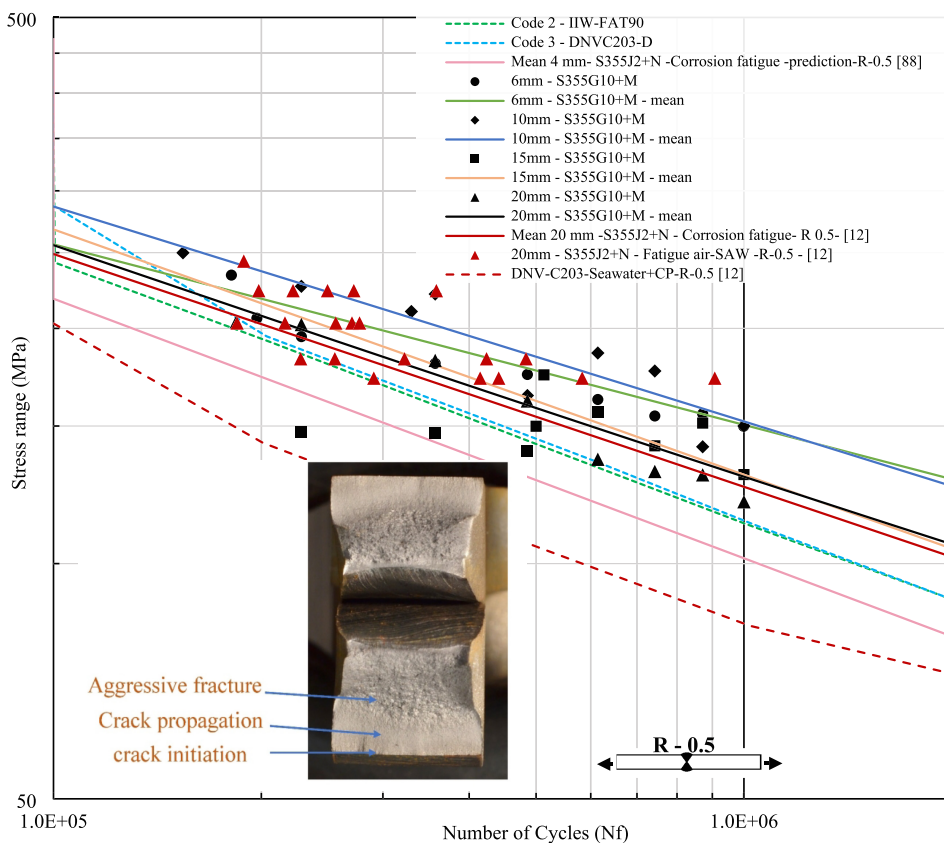 500
Code 2 - IIW-FAT90
Code 3 - DNVC203-D
Mean 4 mm- S355J2+N -Corrosion fatigue -prediction-R-0.5 [88]
6mm - S355G10+M
6mm - S355G10+M - mean
10mm - S355G10+M
10mm - S355G10+M - mean
15mm - S355G10+M
15mm - S355G10+M - mean
20mm - S355G10+M
20mm - S355G10+M - mean
Mean 20 mm -S355J2+N - Corrosion fatigue- R 0.5- [12]
20mm - S355J2+N - Fatigue air-SAW -R-0.5 - [12]
DNV-C203-Seawater+CP-R-0.5 [12]
Stress range (MPa)
Aggressive fracture
Crack propagation
crack initiation
R - 0.5
50
1.0E+05
1.0E+06
Number of Cycles (Nf)